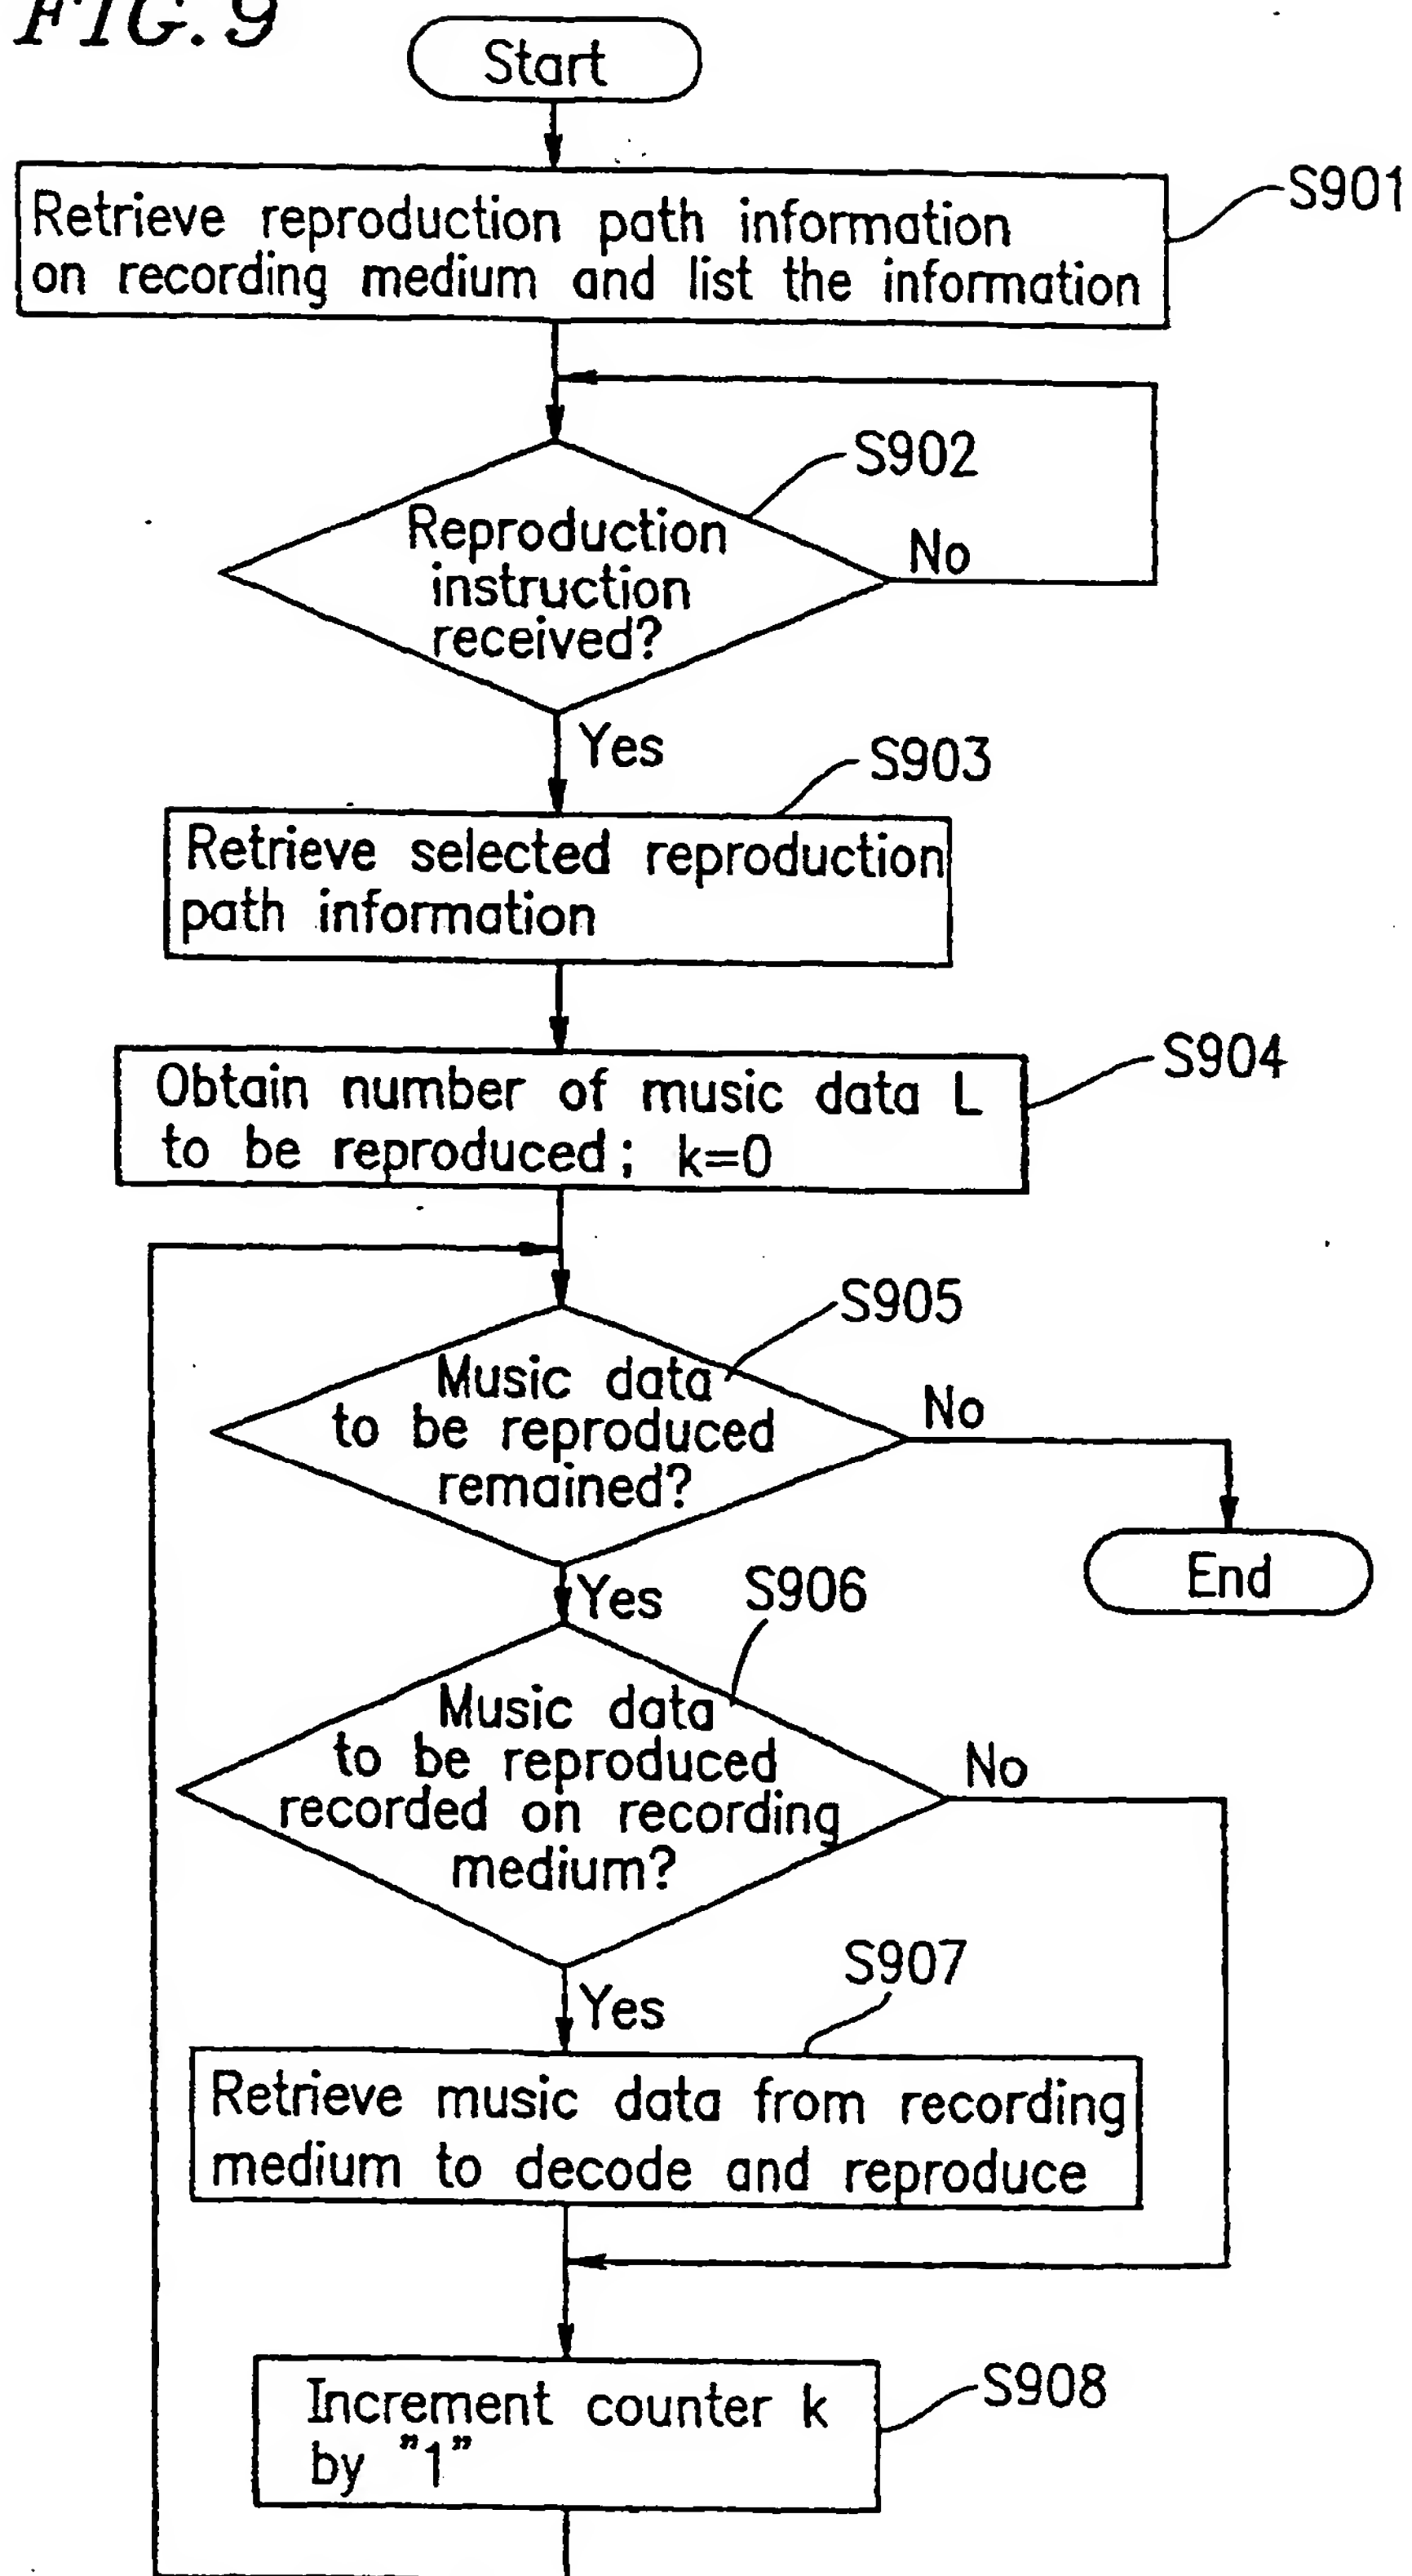 FIG. 9
Start
S901
Retrieve reproduction path information
on recording medium and list the information
S902
Reproduction
instruction
received?
No
Yes
S903
Retrieve selected reproduction
path information
S904
Obtain number of music data L
to be reproduced; k=0
S905
Music data
to be reproduced
remained?
No
End
Yes
S906
Music data
to be reproduced
recorded on recording
medium?
No
Yes
S907
Retrieve music data from recording
medium to decode and reproduce
S908
Increment counter k
by "1"